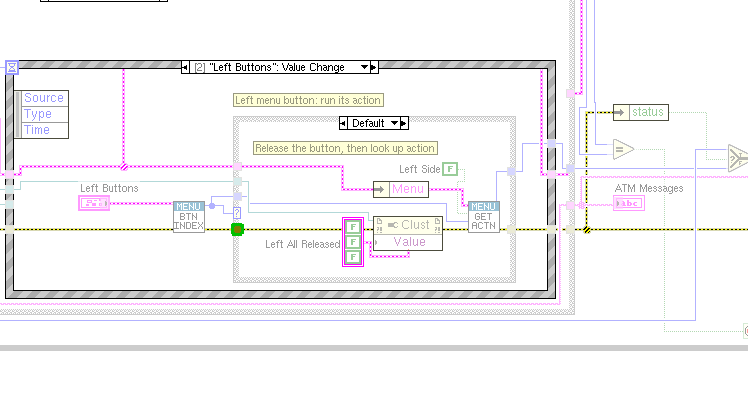 [2] "Left Buttons": Value Change
Source
Type
Time
Left menu button: run its action
Default
Release the button, then look up action
status
Left Side
F
Left Buttons
Menu
ATM Messages
abc
MENU
BTN
INDEX
?
MENU
GET
ACTN
Left All Released
F
F
F
Clust
Value